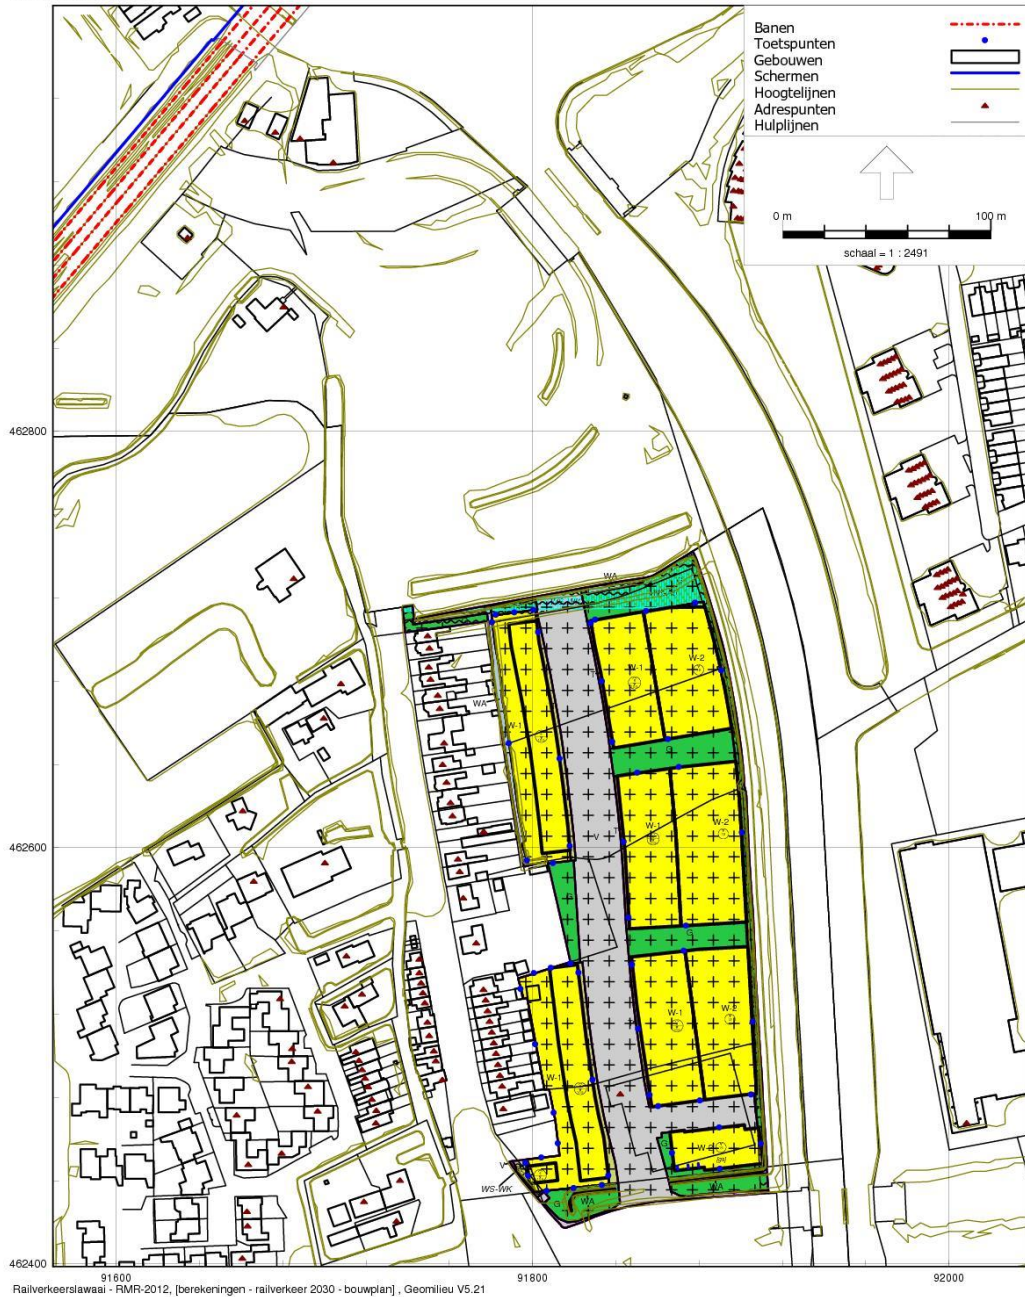 Banen
Toetspunten
Gebouwen
Schermen
Hoogtelijnen
Adrespunten
Hulplijnen
0 m 100 m
schaal = 1 : 2491
462800
WA
W-1
W-2
WA
W-1
G
W-1
W-2
462600
V
G
G
W-1
W-2
W-1
G
V
WS-WK
G
WA
WA
462400
91600 91800 92000
Railverkeerslawaai - RMR-2012, [berekeningen - railverkeer 2030 - bouwplan] , Geomilieu V5.21